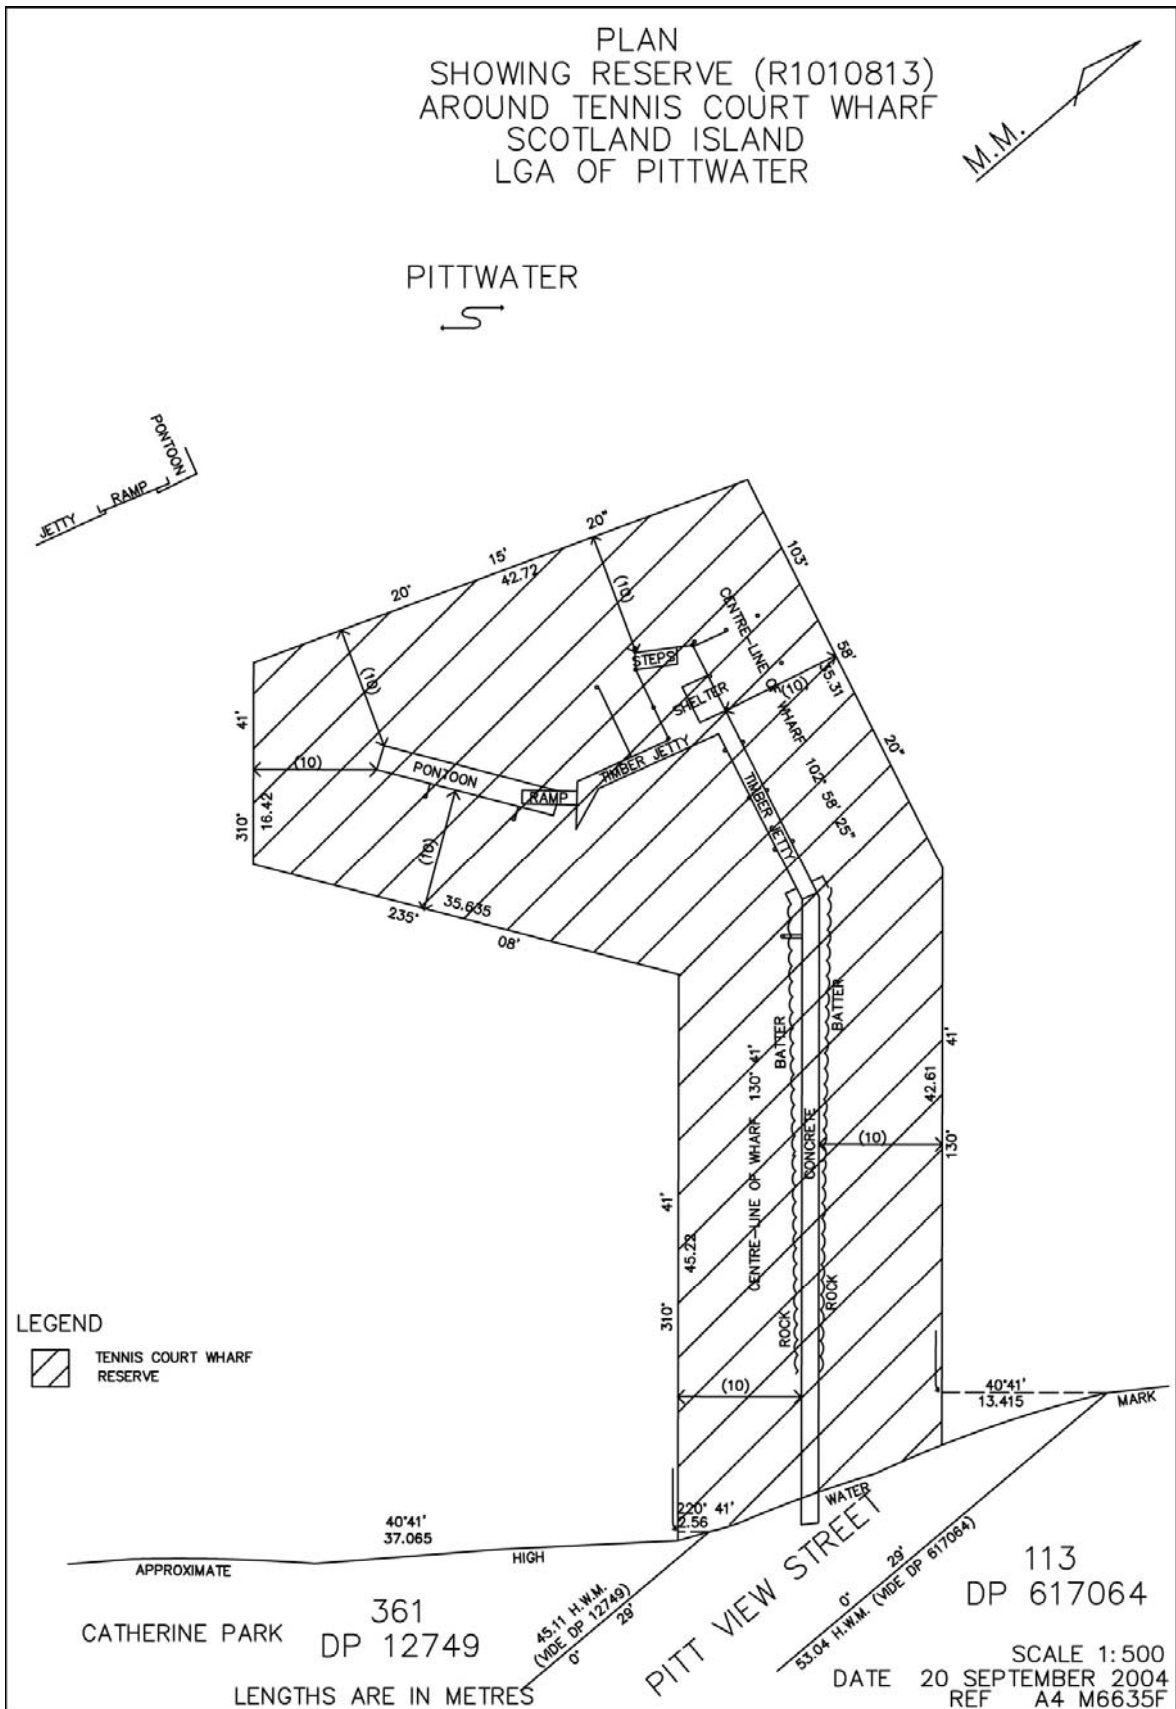 PLAN
SHOWING RESERVE (R1010813)
AROUND TENNIS COURT WHARF
SCOTLAND ISLAND
LGA OF PITTWATER
M.M.
PITTWATER
PONTOON
RAMP
JETTY
20"
15'
20°
42.72
103°
58'
20"
35.31
(10)
(10)
(10)
(10)
(10)
CENTRE-LINE OF WHARF 102° 58' 25"
STEPS
SHELTER
TIMBER JETTY
TIMBER JETTY
PONTOON
RAMP
41'
310°
16.42
35.635
235°
08'
BATTER
BATTER
CENTRE-LINE OF WHARF 130° 41'
CONCRETE
(10)
41'
42.61
130°
41'
45.22
310°
ROCK
ROCK
(10)
LEGEND
TENNIS COURT WHARF
RESERVE
40°41'
13.415
MARK
WATER
220° 41'
2.56
40°41'
37.065
HIGH
APPROXIMATE
CATHERINE PARK
361
DP 12749
45.11 H.W.M.
(VIDE DP 12749)
0' 29'
PITT VIEW STREET
0' 29'
53.04 H.W.M. (VIDE DP 617064)
113
DP 617064
LENGTHS ARE IN METRES
SCALE 1:500
DATE 20 SEPTEMBER 2004
REF A4 M6635F